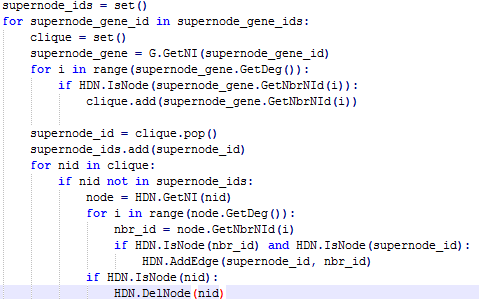 supernode_ids = set()
for supernode_gene_id in supernode_gene_ids:
    clique = set()
    supernode_gene = G.GetNI(supernode_gene_id)
    for i in range(supernode_gene.GetDeg()):
        if HDN.IsNode(supernode_gene.GetNbrNId(i)):
            clique.add(supernode_gene.GetNbrNId(i))

    supernode_id = clique.pop()
    supernode_ids.add(supernode_id)
    for nid in clique:
        if nid not in supernode_ids:
            node = HDN.GetNI(nid)
            for i in range(node.GetDeg()):
                nbr_id = node.GetNbrNId(i)
                if HDN.IsNode(nbr_id) and HDN.IsNode(supernode_id):
                    HDN.AddEdge(supernode_id, nbr_id)
            if HDN.IsNode(nid):
                HDN.DelNode(nid)